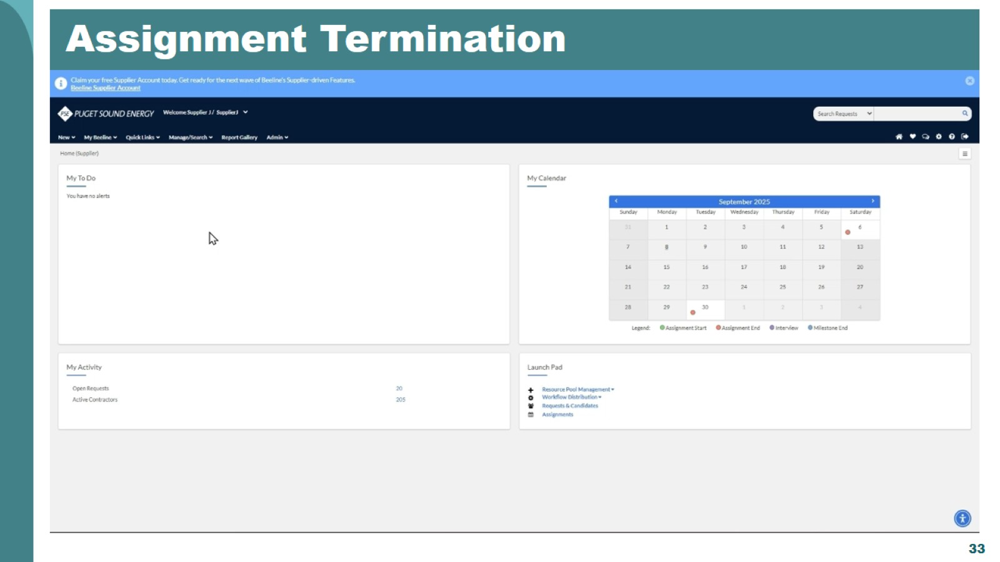 Assignment Termination
Claim your free Supplier Account today. Get ready for the next wave of Beeline's Supplier-driven Features.
Beeline Supplier Account
PSE PUGET SOUND ENERGY
Welcome Supplier J / SupplierJ
Search Requests
New
My Beeline
Quick Links
Manage/Search
Report Gallery
Admin
Home (Supplier)
My To Do
You have no alerts
My Calendar
September 2025
Sunday Monday Tuesday Wednesday Thursday Friday Saturday
31 1 2 3 4 5 6
7 8 9 10 11 12 13
14 15 16 17 18 19 20
21 22 23 24 25 26 27
28 29 30 1 2 3 4
Legend: Assignment Start Assignment End Interview Milestone End
My Activity
Open Requests 20
Active Contractors 205
Launch Pad
Resource Pool Management
Workflow Distribution
Requests & Candidates
Assignments
33